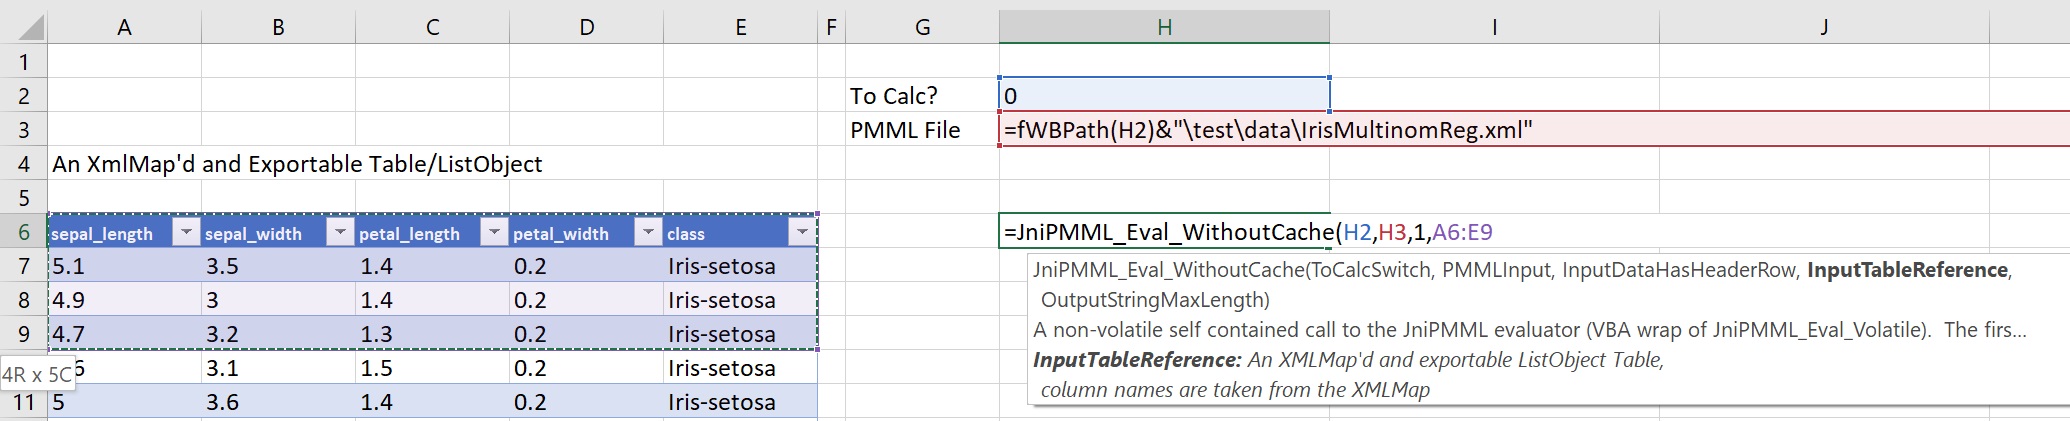 A B C D E F G H I J
1
2 To Calc? 0
3 PMML File =fWBPath(H2)&"\test\data\IrisMultinomReg.xml"
4 An XmlMap'd and Exportable Table/ListObject
5
6 sepal_length sepal_width petal_length petal_width class =JniPMML_Eval_WithoutCache(H2,H3,1,A6:E9
7 5.1 3.5 1.4 0.2 Iris-setosa
JniPMML_Eval_WithoutCache(ToCalcSwitch, PMMLInput, InputDataHasHeaderRow, InputTableReference,
8 4.9 3 1.4 0.2 Iris-setosa
OutputStringMaxLength)
9 4.7 3.2 1.3 0.2 Iris-setosa
A non-volatile self contained call to the JniPMML evaluator (VBA wrap of JniPMML_Eval_Volatile). The firs...
4R x 5C 6 3.1 1.5 0.2 Iris-setosa
InputTableReference: An XMLMap'd and exportable ListObject Table,
column names are taken from the XMLMap
11 5 3.6 1.4 0.2 Iris-setosa